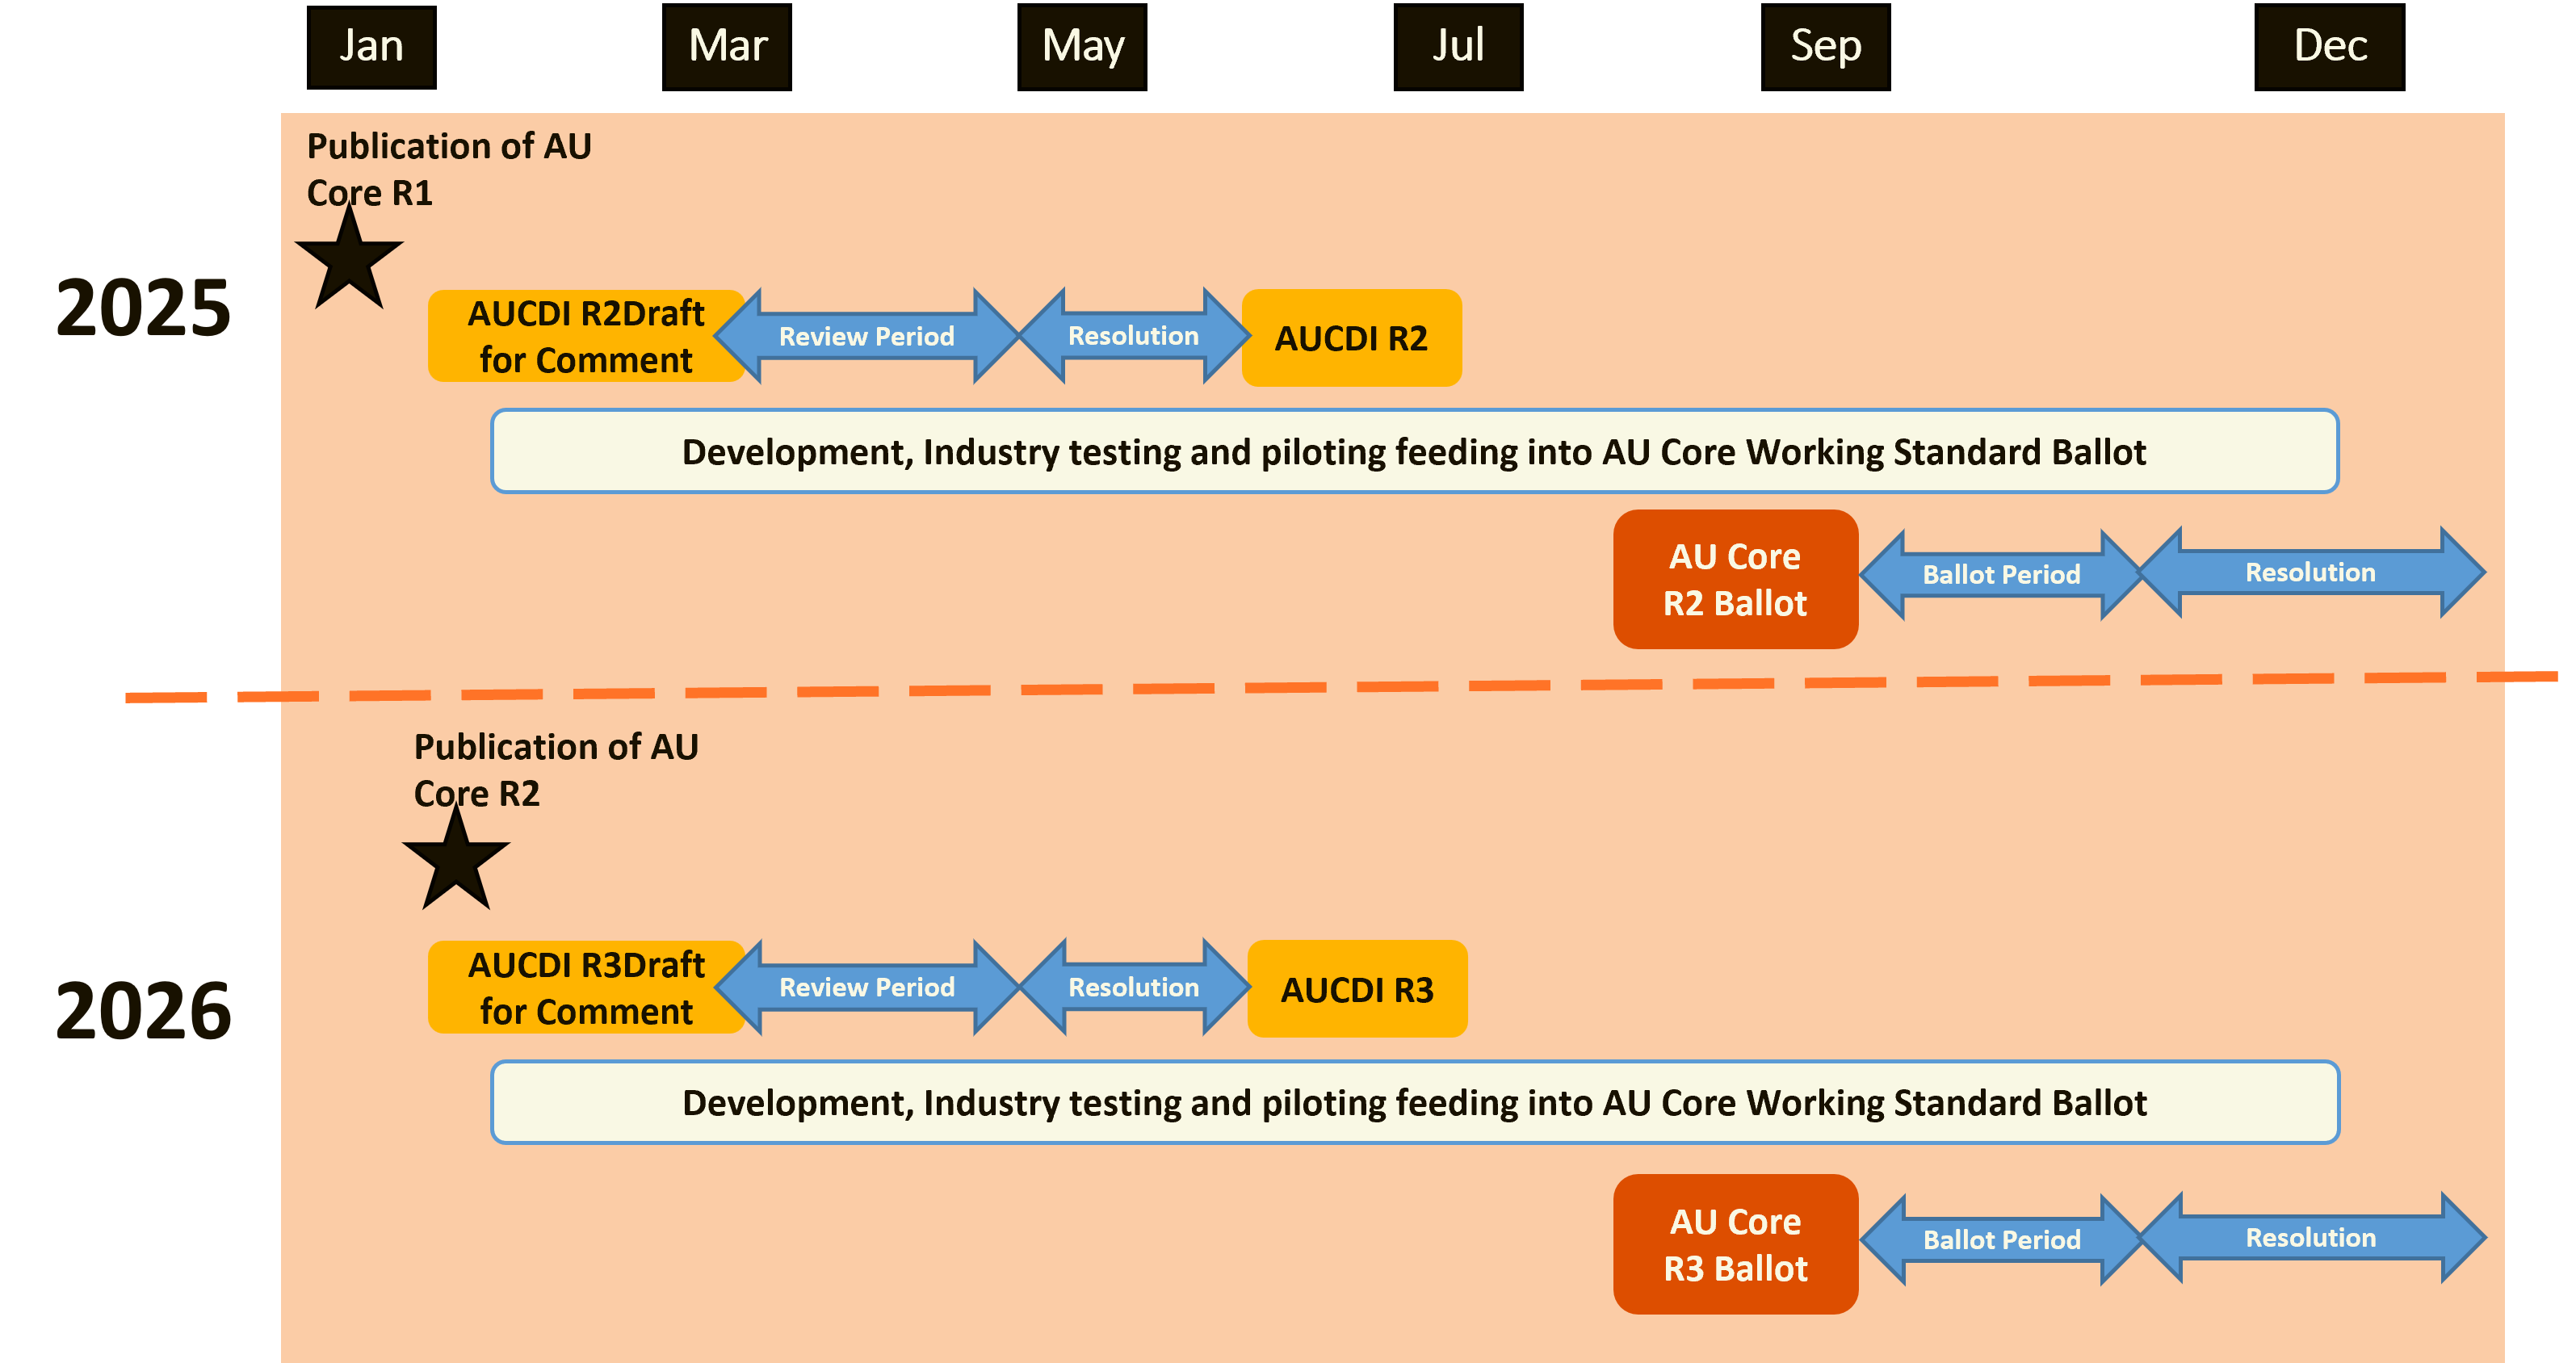 Jan
Mar
May
Jul
Sep
Dec
2025
Publication of AU
Core R1
AUCDI R2Draft
for Comment
Review Period
Resolution
AUCDI R2
Development, Industry testing and piloting feeding into AU Core Working Standard Ballot
AU Core
R2 Ballot
Ballot Period
Resolution
2026
Publication of AU
Core R2
AUCDI R3Draft
for Comment
Review Period
Resolution
AUCDI R3
Development, Industry testing and piloting feeding into AU Core Working Standard Ballot
AU Core
R3 Ballot
Ballot Period
Resolution